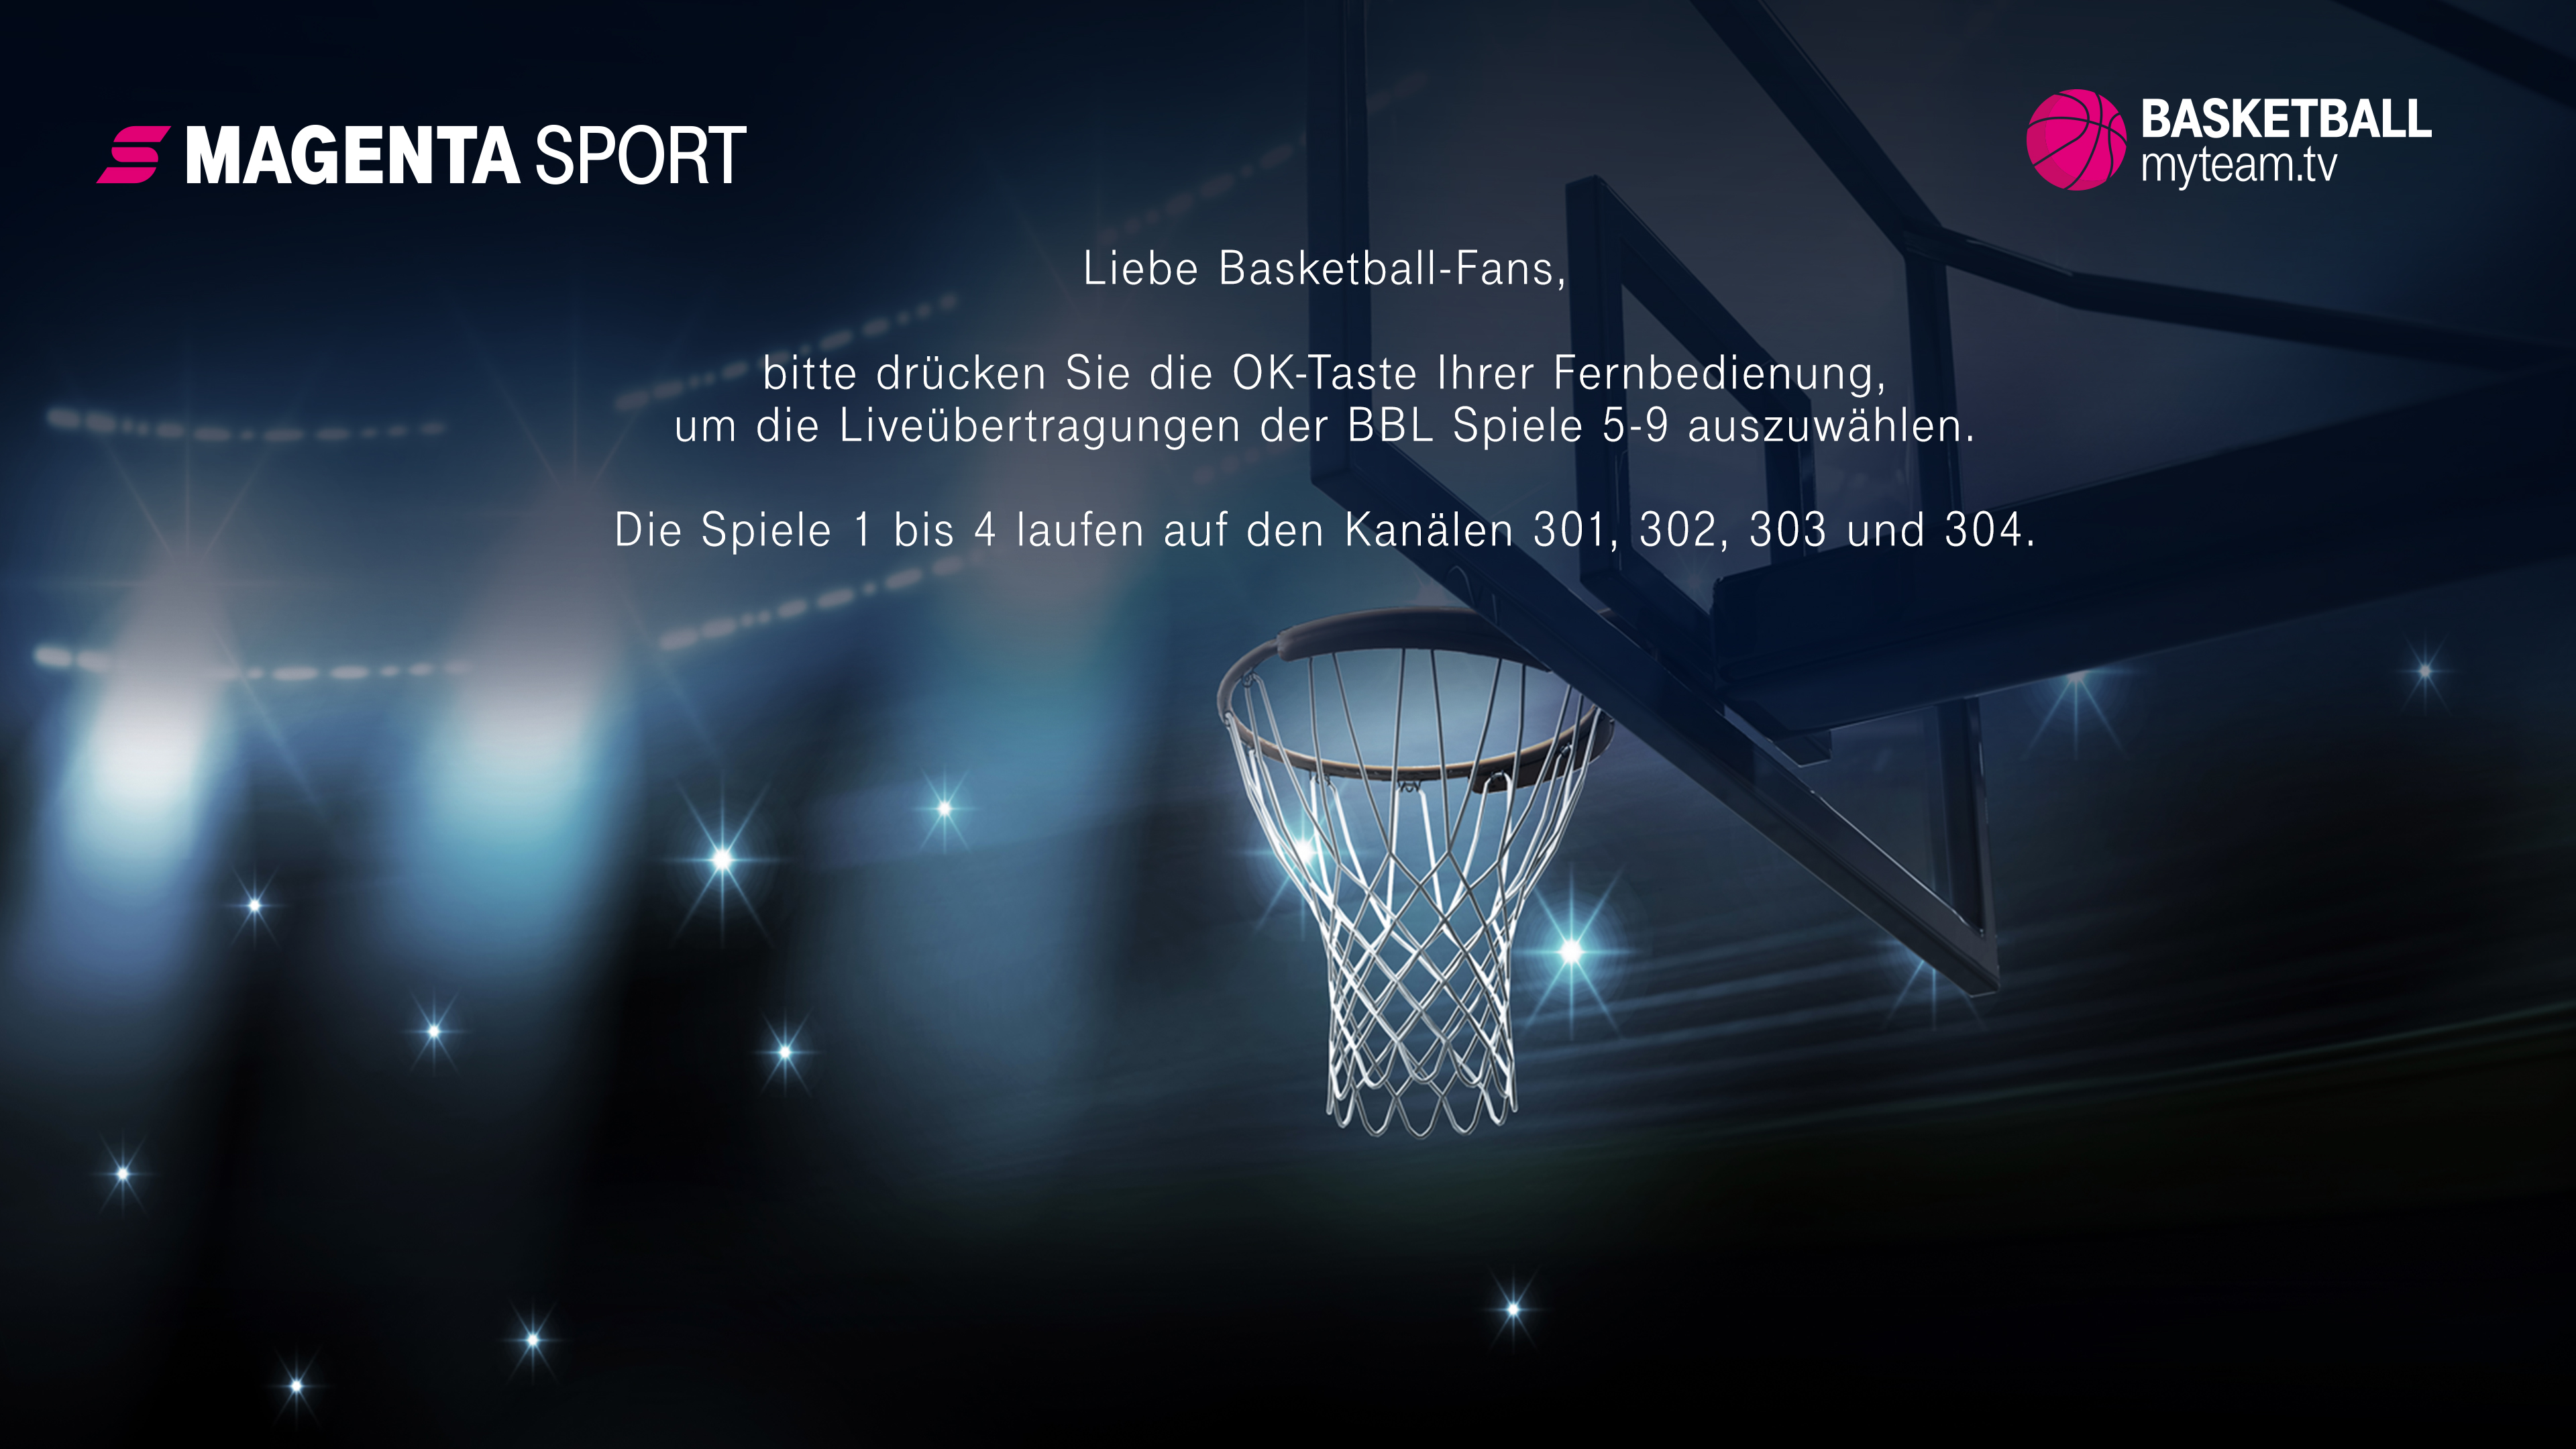 MAGENTA SPORT
BASKETBALL
myteam.tv
Liebe Basketball-Fans,
bitte drücken Sie die OK-Taste Ihrer Fernbedienung,
um die Liveübertragungen der BBL Spiele 5-9 auszuwählen.
Die Spiele 1 bis 4 laufen auf den Kanälen 301, 302, 303 und 304.